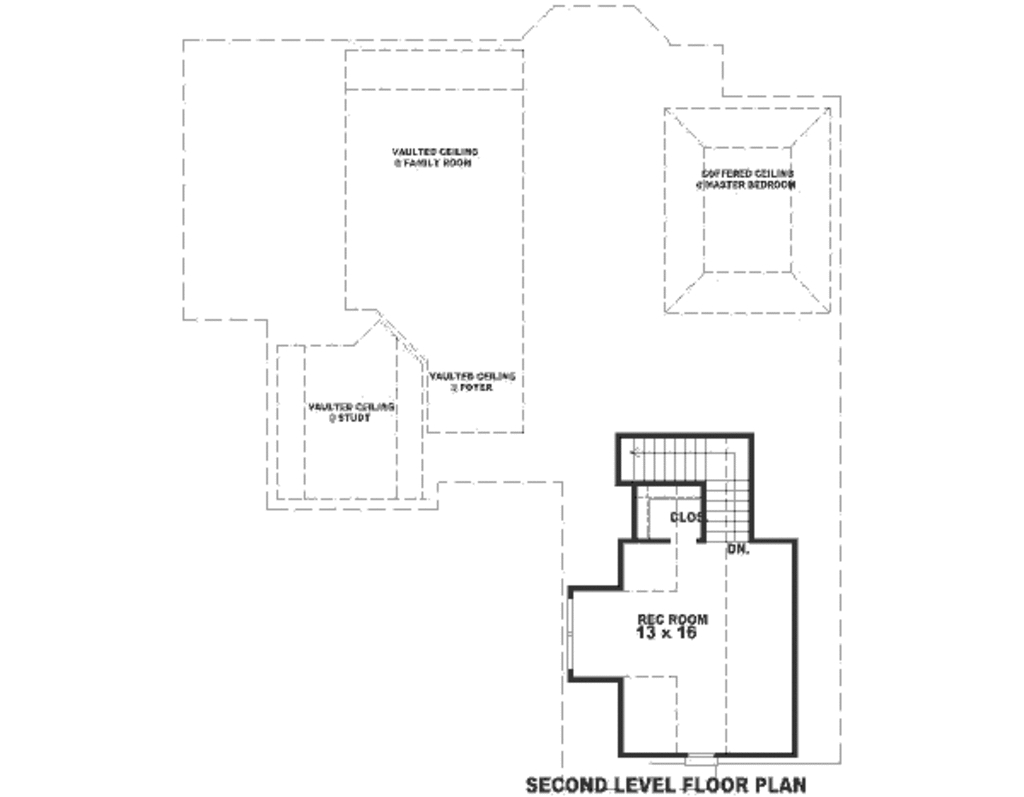 VAULTED CEILING
@ FAMILY ROOM
COFFERED CEILING
@ MASTER BEDROOM
VAULTED CEILING
@ FOYER
VAULTED CEILING
@ STUDY
CLOS.
DN.
REC ROOM
13 x 16
SECOND LEVEL FLOOR PLAN